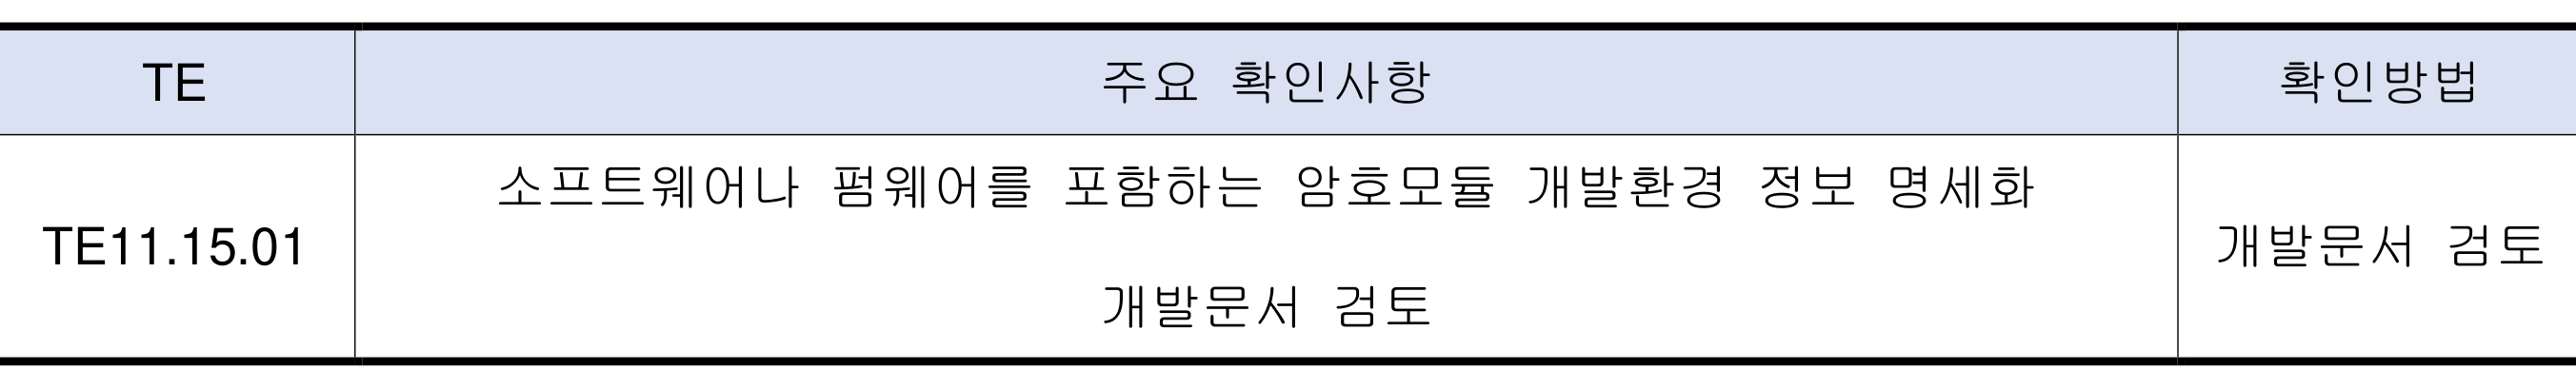 TE 주요 확인사항 확인방법
TE11.15.01 소프트웨어나 펌웨어를 포함하는 암호모듈 개발환경 정보 명세화
개발문서 검토 개발문서 검토